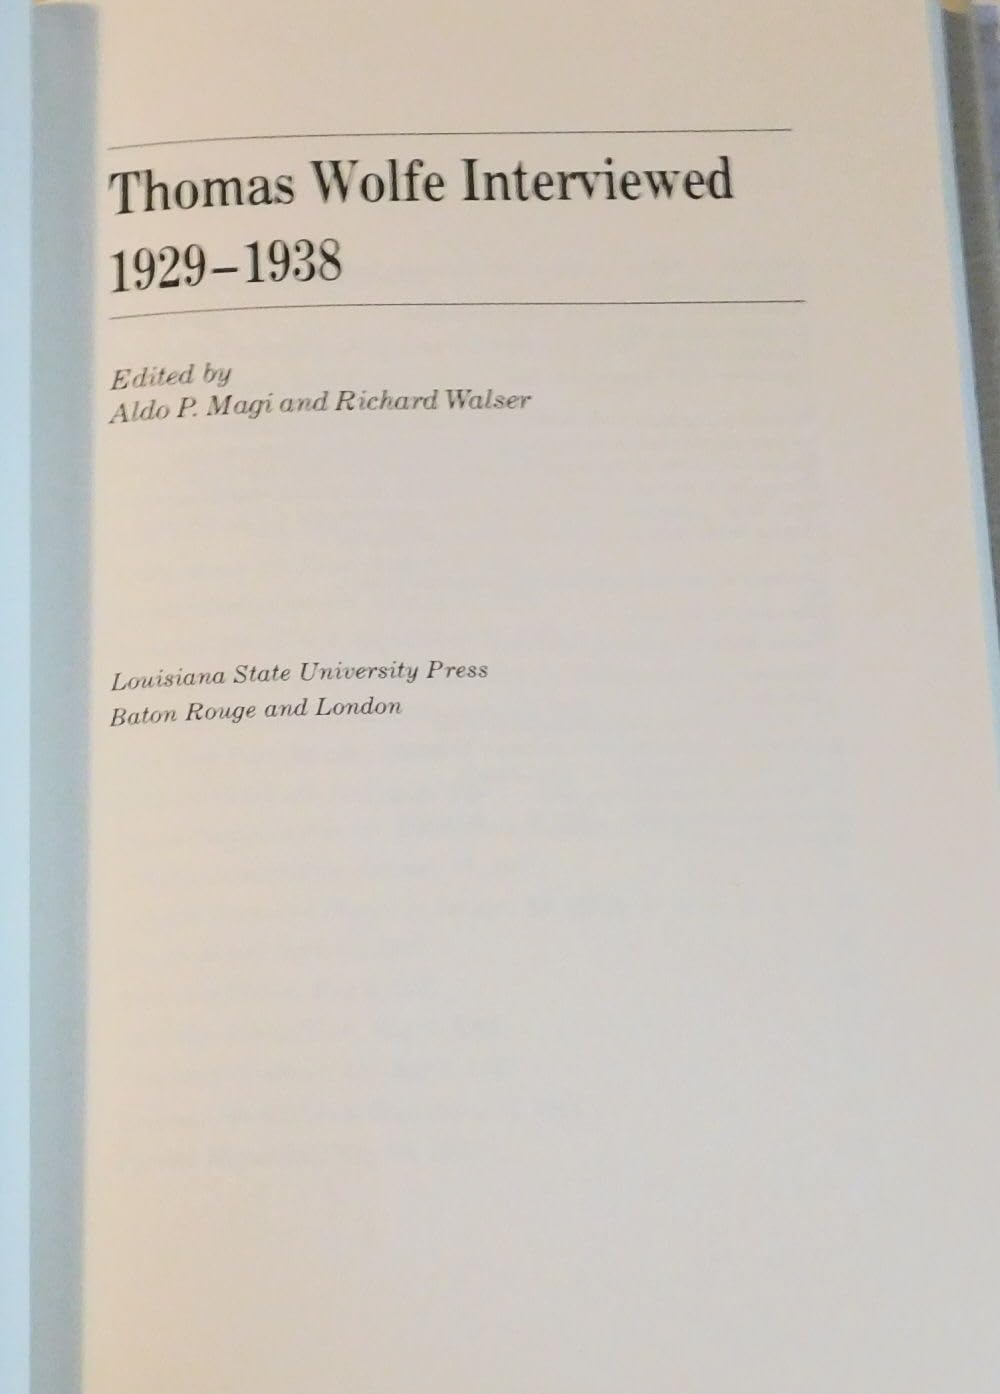 Thomas Wolfe Interviewed
1929–1938
Edited by
Aldo P. Magi and Richard Walser
Louisiana State University Press
Baton Rouge and London